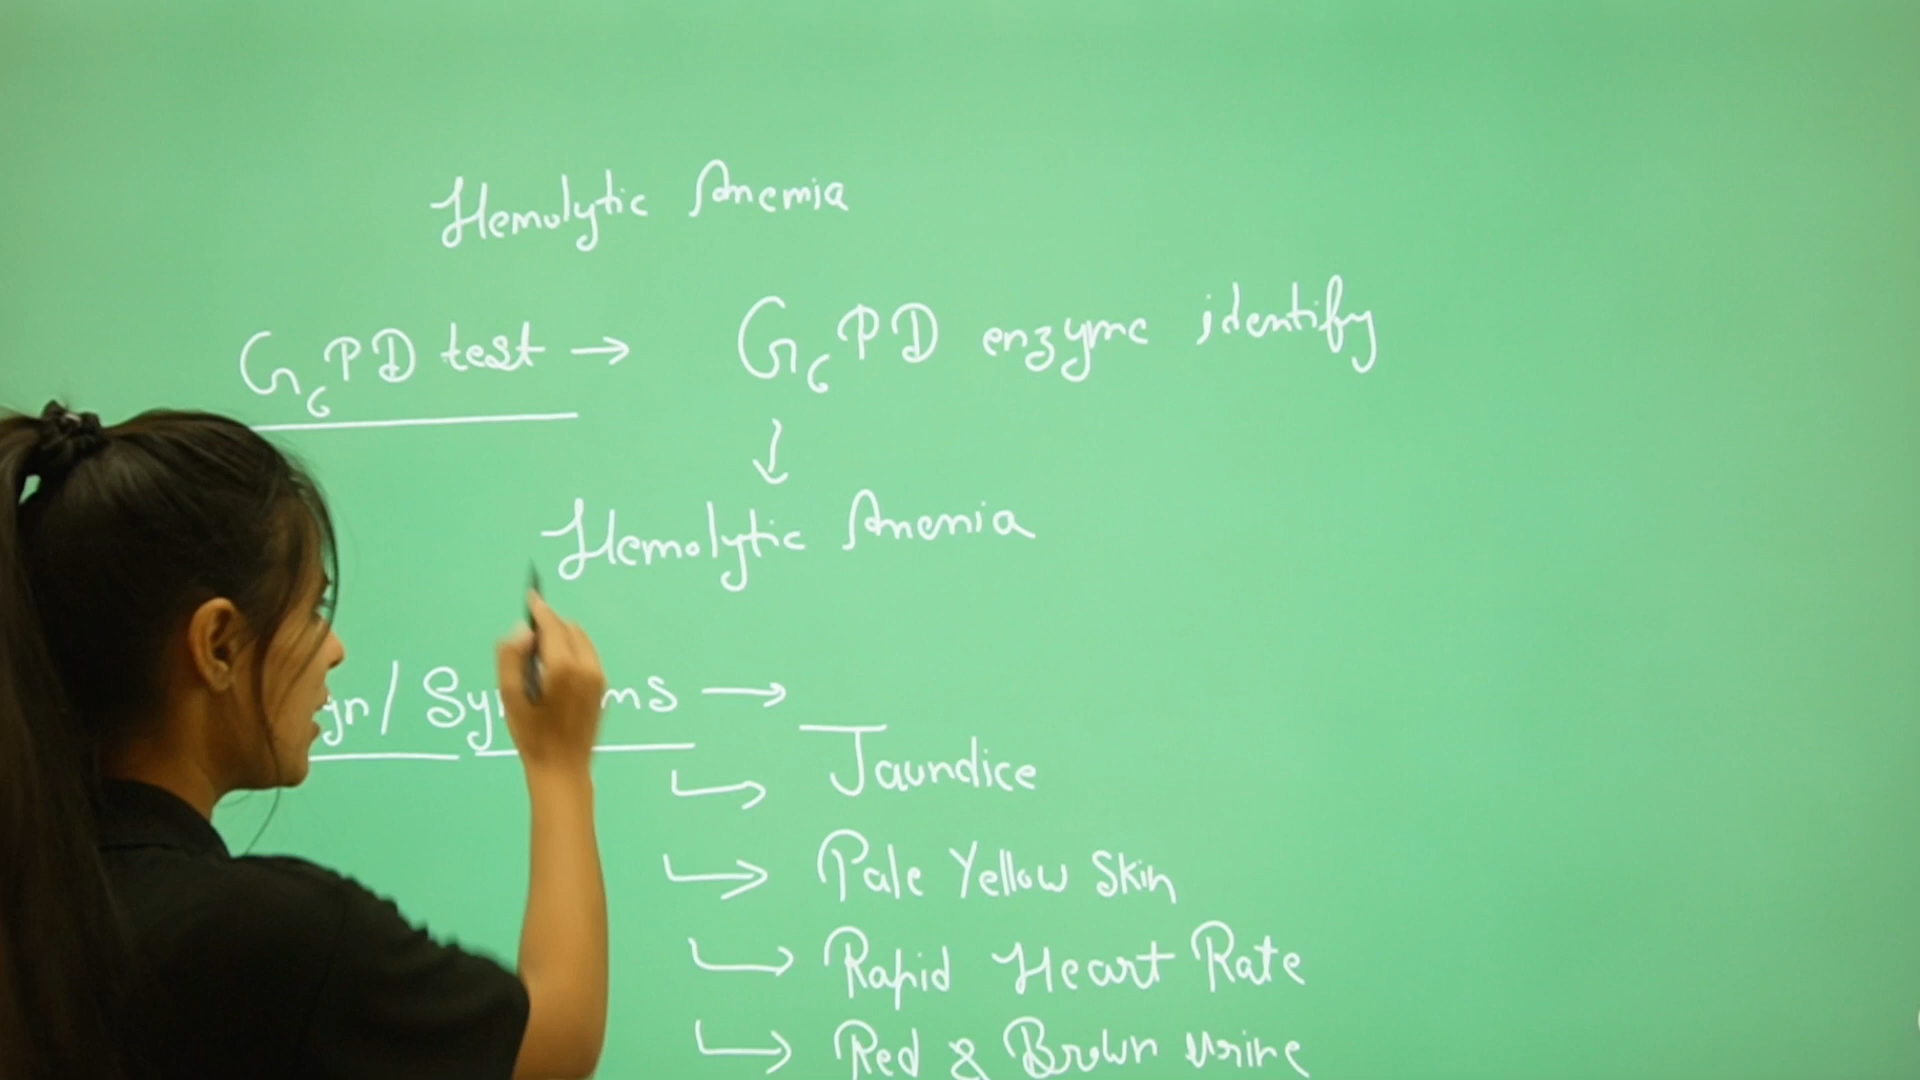 Hemolytic Anemia
G6PD test → G6PD enzyme identify
↓
Hemolytic Anemia
/ →
↳ Jaundice
↳ Pale Yellow Skin
↳ Rapid Heart Rate
↳ Red & Brown urine